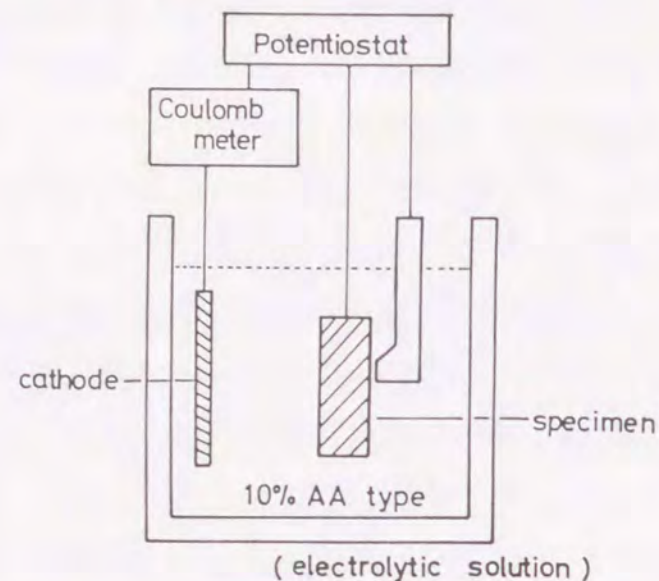 Potentiostat
Coulomb
meter
cathode
specimen
10% AA type
( electrolytic solution )